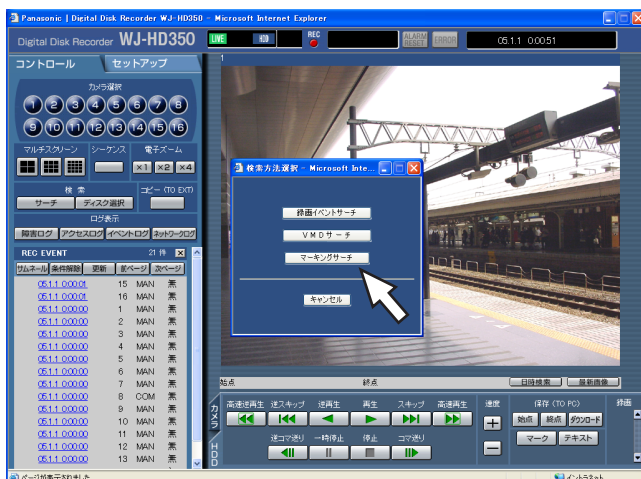 Panasonic | Digital Disk Recorder WJ-HD350 - Microsoft Internet Explorer
Digital Disk Recorder WJ-HD350
LIVE HDD REC ALARM RESET ERROR 05.1.1 0:00:51
コントロール セットアップ
1
カメラ選択
1 2 3 4 5 6 7 8
9 10 11 12 13 14 15 16
マルチスクリーン シーケンス 電子ズーム
×1 ×2 ×4
検索 コピー (TO EXT)
サーチ ディスク選択
ログ表示
障害ログ アクセスログ イベントログ ネットワークログ
REC EVENT 21 件
サムネール 条件解除 更新 前ページ 次ページ
05.1.1 0:00:01 15 MAN 無
05.1.1 0:00:01 16 MAN 無
05.1.1 0:00:00 1 MAN 無
05.1.1 0:00:00 2 MAN 無
05.1.1 0:00:00 3 MAN 無
05.1.1 0:00:00 4 MAN 無
05.1.1 0:00:00 5 MAN 無
05.1.1 0:00:00 6 MAN 無
05.1.1 0:00:00 7 MAN 無
05.1.1 0:00:00 8 COM 無
05.1.1 0:00:00 9 MAN 無
05.1.1 0:00:00 10 MAN 無
05.1.1 0:00:00 11 MAN 無
05.1.1 0:00:00 12 MAN 無
05.1.1 0:00:00 13 MAN 無
検索方法選択 - Microsoft Inte...
録画イベントサーチ
VMDサーチ
マーキングサーチ
キャンセル
始点 終点 日時検索 最新画像
カメラ
HDD
高速逆再生 逆スキップ 逆再生 再生 スキップ 高速再生
逆コマ送り 一時停止 停止 コマ送り
速度
+
-
保存 (TO PC)
始点 終点 ダウンロード
マーク テキスト
録画
ページが表示されました
イントラネット